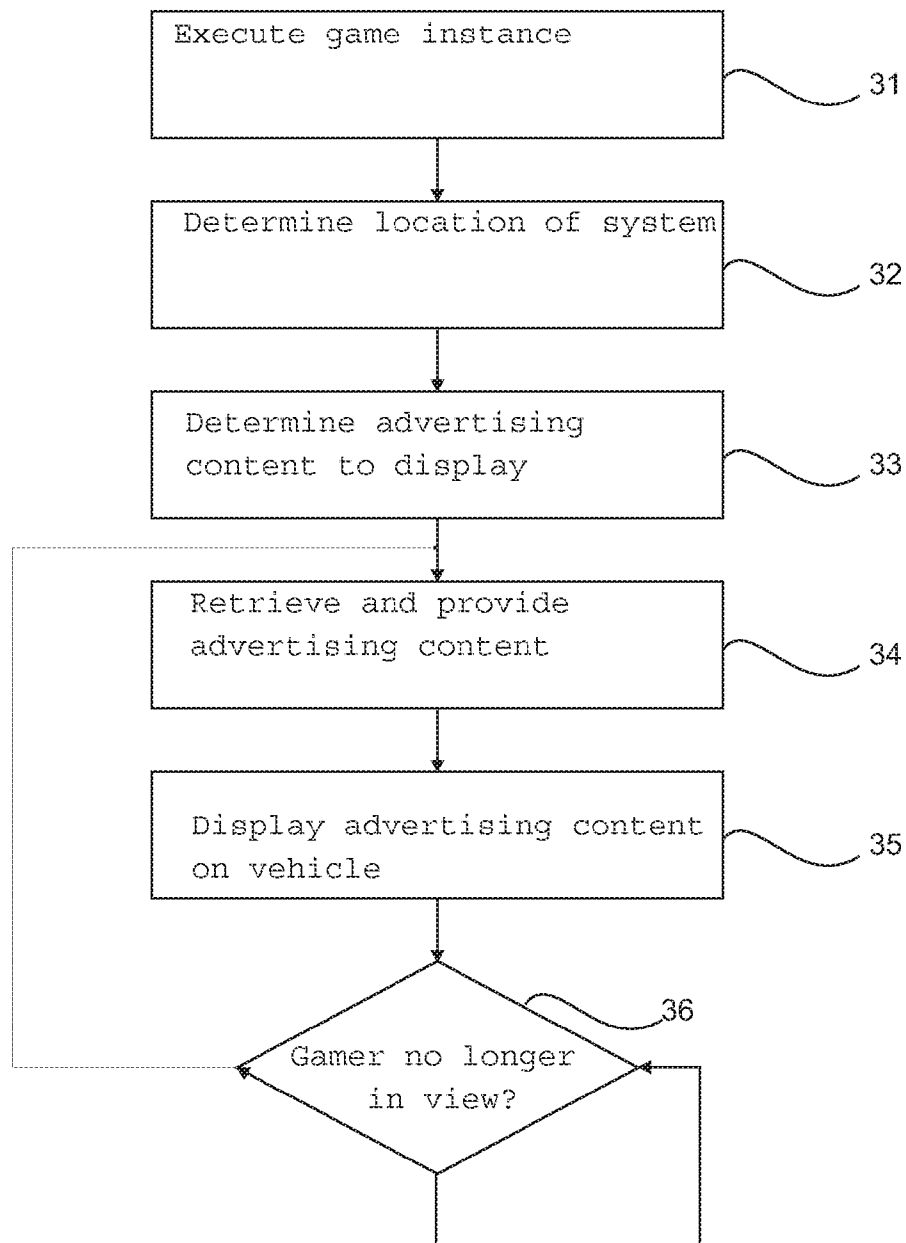 Execute game instance
31
Determine location of system
32
Determine advertising
content to display
33
Retrieve and provide
advertising content
34
Display advertising content
on vehicle
35
36
Gamer no longer
in view?